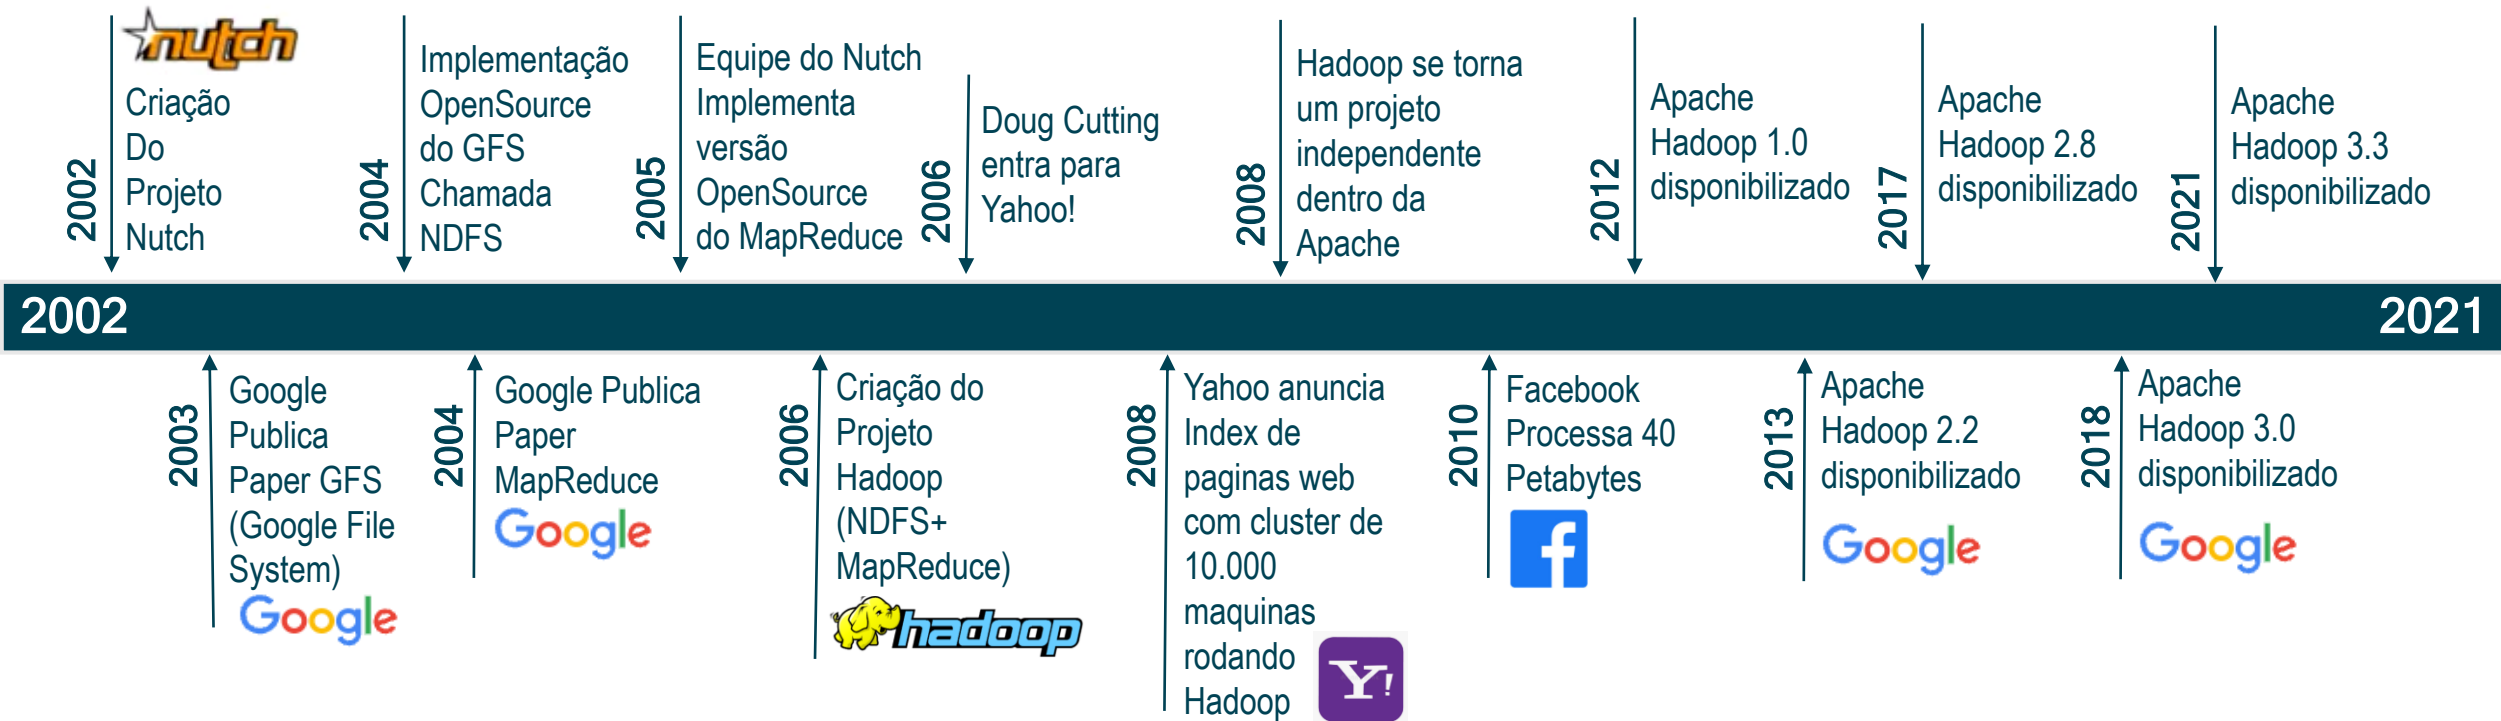 nutch
2002
Criação
Do
Projeto
Nutch
2004
Implementação
OpenSource
do GFS
Chamada
NDFS
2005
Equipe do Nutch
Implementa
versão
OpenSource
do MapReduce
2006
Doug Cutting
entra para
Yahoo!
2008
Hadoop se torna
um projeto
independente
dentro da
Apache
2012
Apache
Hadoop 1.0
disponibilizado
2017
Apache
Hadoop 2.8
disponibilizado
2021
Apache
Hadoop 3.3
disponibilizado
2002
2021
2003
Google
Publica
Paper GFS
(Google File
System)
Google
2004
Google Publica
Paper
MapReduce
Google
2006
Criação do
Projeto
Hadoop
(NDFS+
MapReduce)
hadoop
2008
Yahoo anuncia
Index de
paginas web
com cluster de
10.000
maquinas
rodando
Hadoop
Y!
2010
Facebook
Processa 40
Petabytes
f
2013
Apache
Hadoop 2.2
disponibilizado
Google
2018
Apache
Hadoop 3.0
disponibilizado
Google